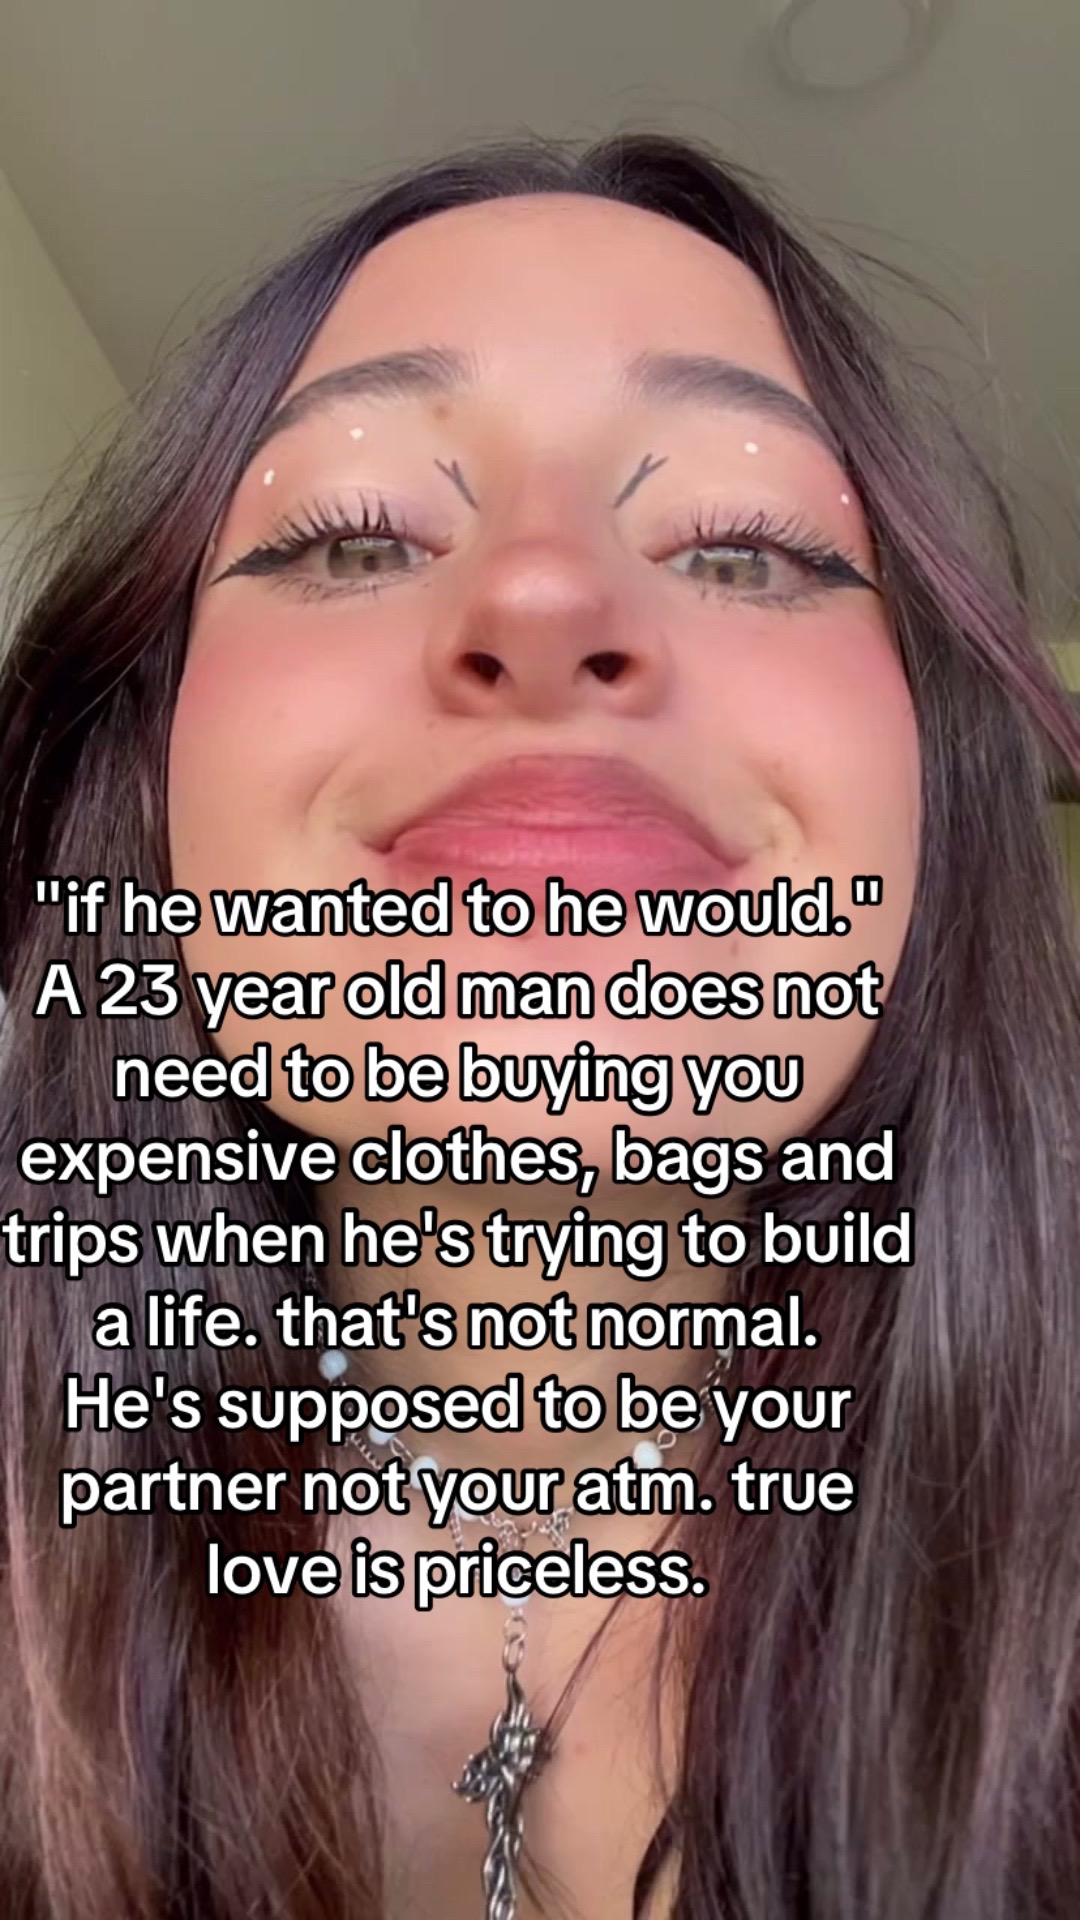 "if he wanted to he would."
A 23 year old man does not
need to be buying you
expensive clothes, bags and
trips when he's trying to build
a life. that's not normal.
He's supposed to be your
partner not your atm. true
love is priceless.